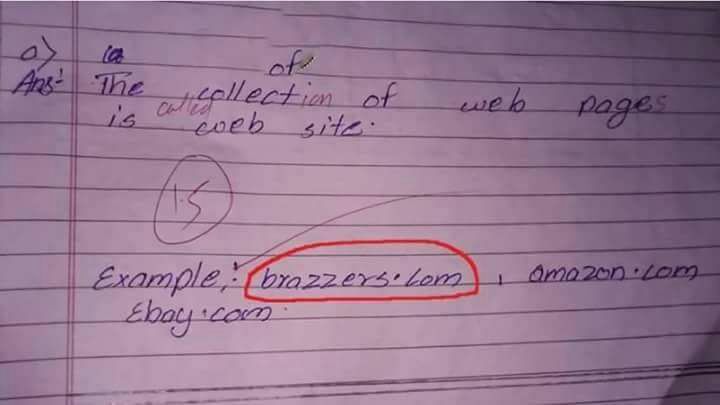 a)
of
Ans:- The collection of web pages
is called web site.
1.5
Example,:- brazzers.com, amazon.com
Ebay.com.